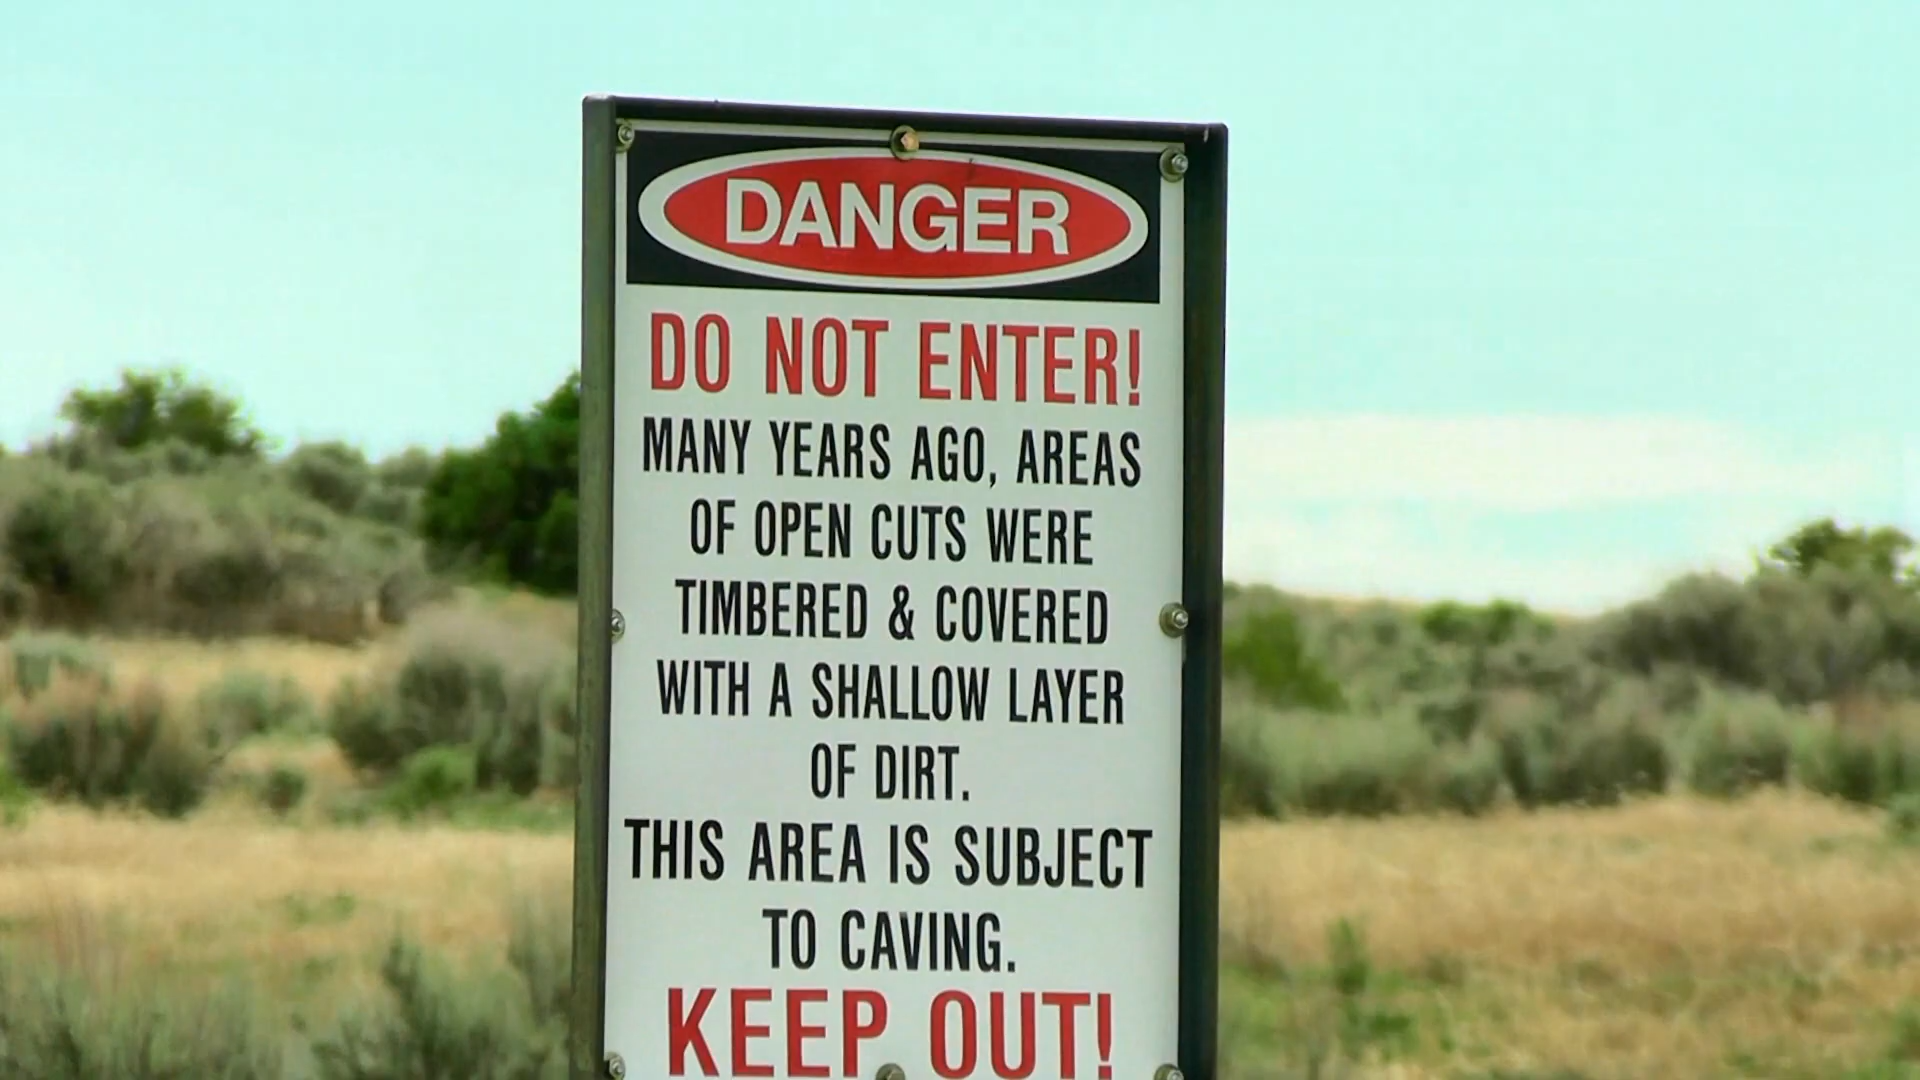 DANGER
DO NOT ENTER!
MANY YEARS AGO, AREAS
OF OPEN CUTS WERE
TIMBERED & COVERED
WITH A SHALLOW LAYER
OF DIRT.
THIS AREA IS SUBJECT
TO CAVING.
KEEP OUT!